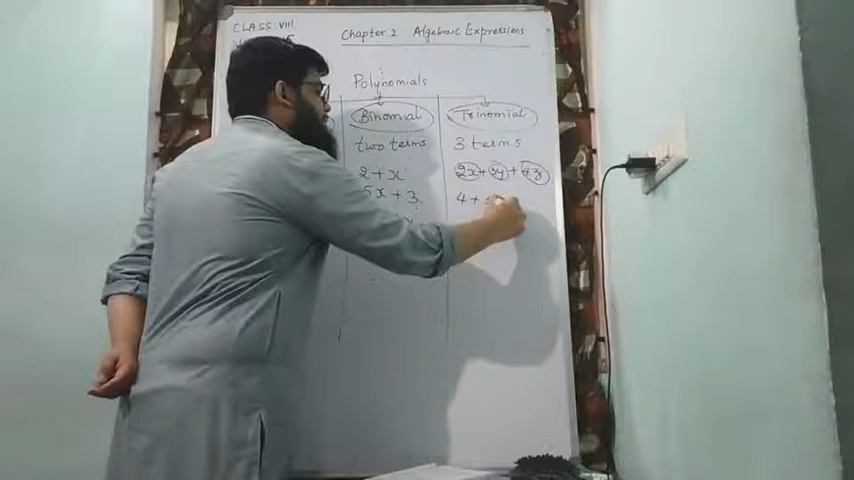 CLASS: VIII
Chapter 2 Algebraic Expressions
Polynomials
Binomial
Trinomial
two terms
3 terms
2 + x
2x + 3y + 4z
5x + 3
4 +